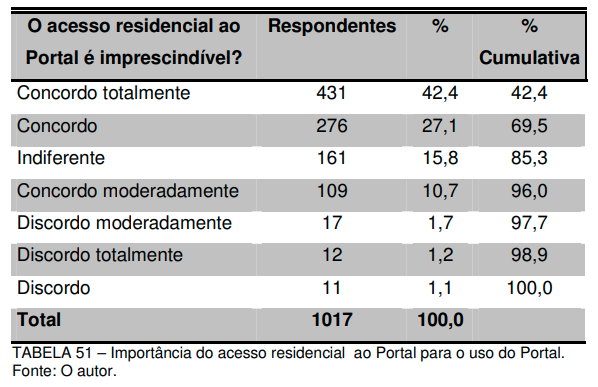 O acesso residencial ao Portal é imprescindível? Respondentes % % Cumulativa
Concordo totalmente 431 42,4 42,4
Concordo 276 27,1 69,5
Indiferente 161 15,8 85,3
Concordo moderadamente 109 10,7 96,0
Discordo moderadamente 17 1,7 97,7
Discordo totalmente 12 1,2 98,9
Discordo 11 1,1 100,0
Total 1017 100,0
TABELA 51 – Importância do acesso residencial ao Portal para o uso do Portal.
Fonte: O autor.